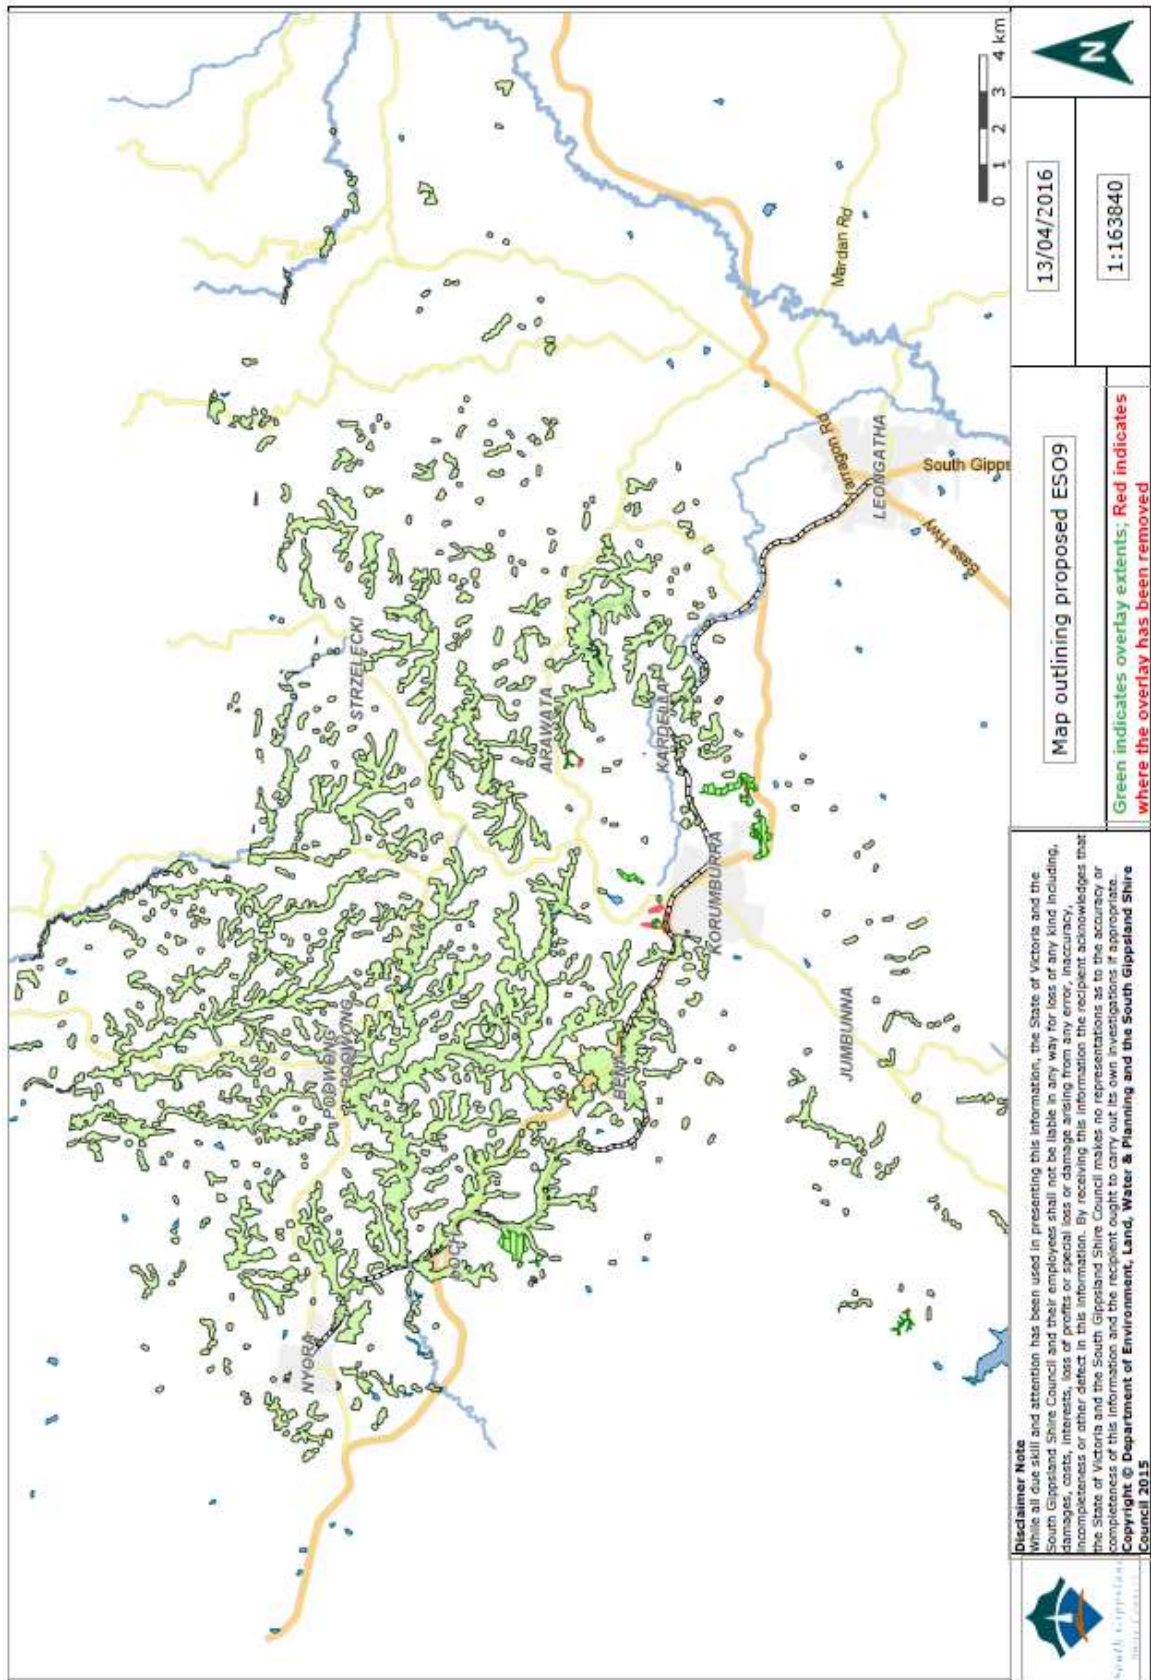 NYORA
POOWONG
POOWONG
LOCH
BENA
STRZELECKI
ARAWATA
KARDELLA
KORUMBURRA
JUMBUNNA
LEONGATHA
Mardan Rd
South Gipps
Bass Hwy
0 1 2 3 4 km
South Gippsland
Shire Council
Disclaimer Note
While all due skill and attention has been used in presenting this information, the State of Victoria and the
South Gippsland Shire Council and their employees shall not be liable in any way for loss of any kind including,
damages, costs, interests, loss of profits or special loss or damage arising from any error, inaccuracy,
incompleteness or other defect in this information. By receiving this information the recipient acknowledges that
the State of Victoria and the South Gippsland Shire Council makes no representations as to the accuracy or
completeness of this information and the recipient ought to carry out its own investigations if appropriate.
Copyright © Department of Environment, Land, Water & Planning and the South Gippsland Shire
Council 2015
Map outlining proposed ESO9
Green indicates overlay extents; Red indicates
where the overlay has been removed
13/04/2016
1:163840
N